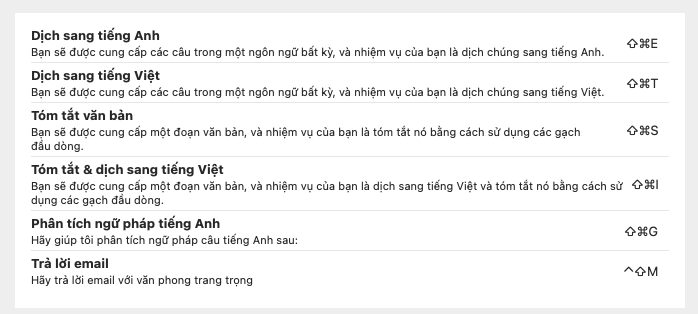 Dịch sang tiếng Anh
Bạn sẽ được cung cấp các câu trong một ngôn ngữ bất kỳ, và nhiệm vụ của bạn là dịch chúng sang tiếng Anh.
⇧⌘E
Dịch sang tiếng Việt
Bạn sẽ được cung cấp các câu trong một ngôn ngữ bất kỳ, và nhiệm vụ của bạn là dịch chúng sang tiếng Việt.
⇧⌘T
Tóm tắt văn bản
Bạn sẽ được cung cấp một đoạn văn bản, và nhiệm vụ của bạn là tóm tắt nó bằng cách sử dụng các gạch
đầu dòng.
⇧⌘S
Tóm tắt & dịch sang tiếng Việt
Bạn sẽ được cung cấp một đoạn văn bản, và nhiệm vụ của bạn là dịch sang tiếng Việt và tóm tắt nó bằng cách sử
dụng các gạch đầu dòng.
⇧⌘I
Phân tích ngữ pháp tiếng Anh
Hãy giúp tôi phân tích ngữ pháp câu tiếng Anh sau:
⇧⌘G
Trả lời email
Hãy trả lời email với văn phong trang trọng
^⇧M